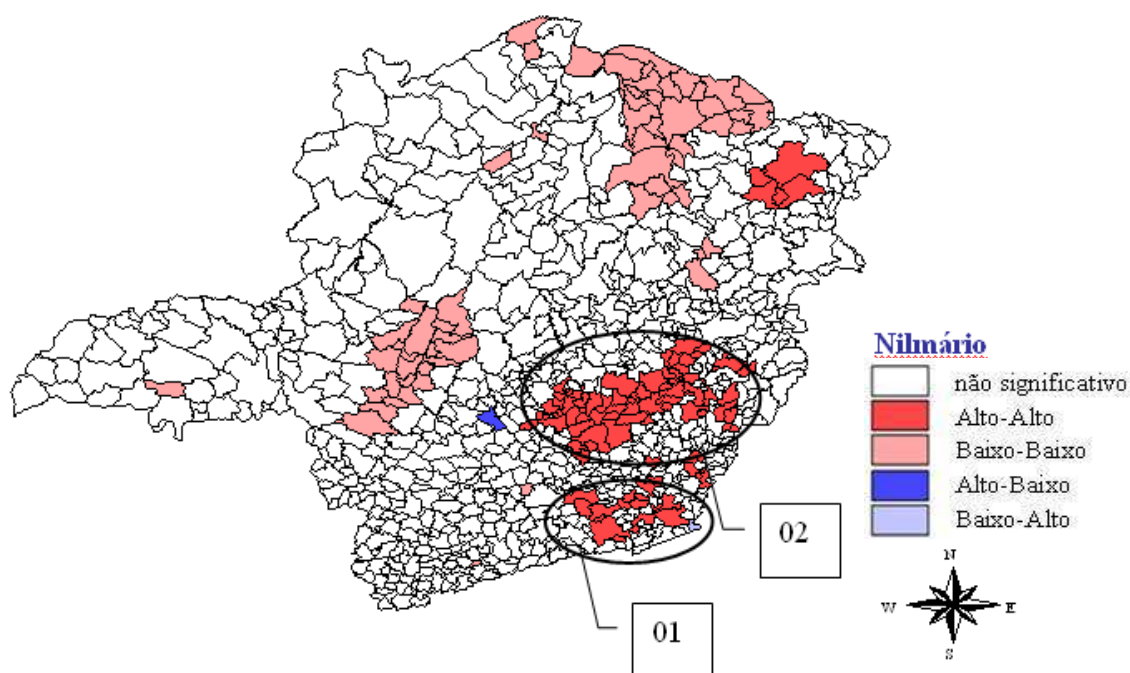 Nilmário
não significativo
Alto-Alto
Baixo-Baixo
Alto-Baixo
Baixo-Alto
02
N
W
E
S
01